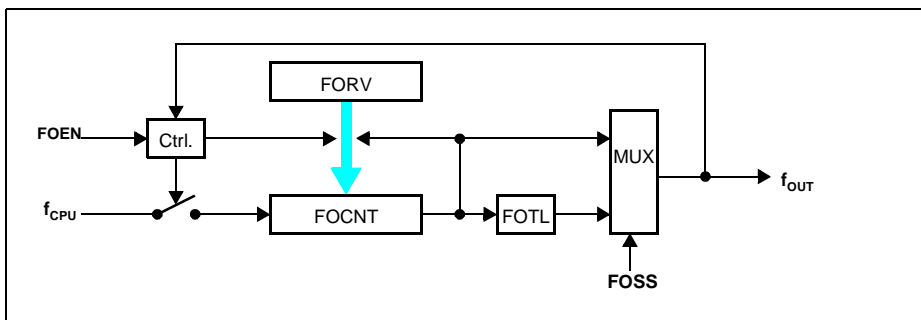 FORV
FOEN
Ctrl.
MUX
fCPU
FOCNT
FOTL
fOUT
FOSS